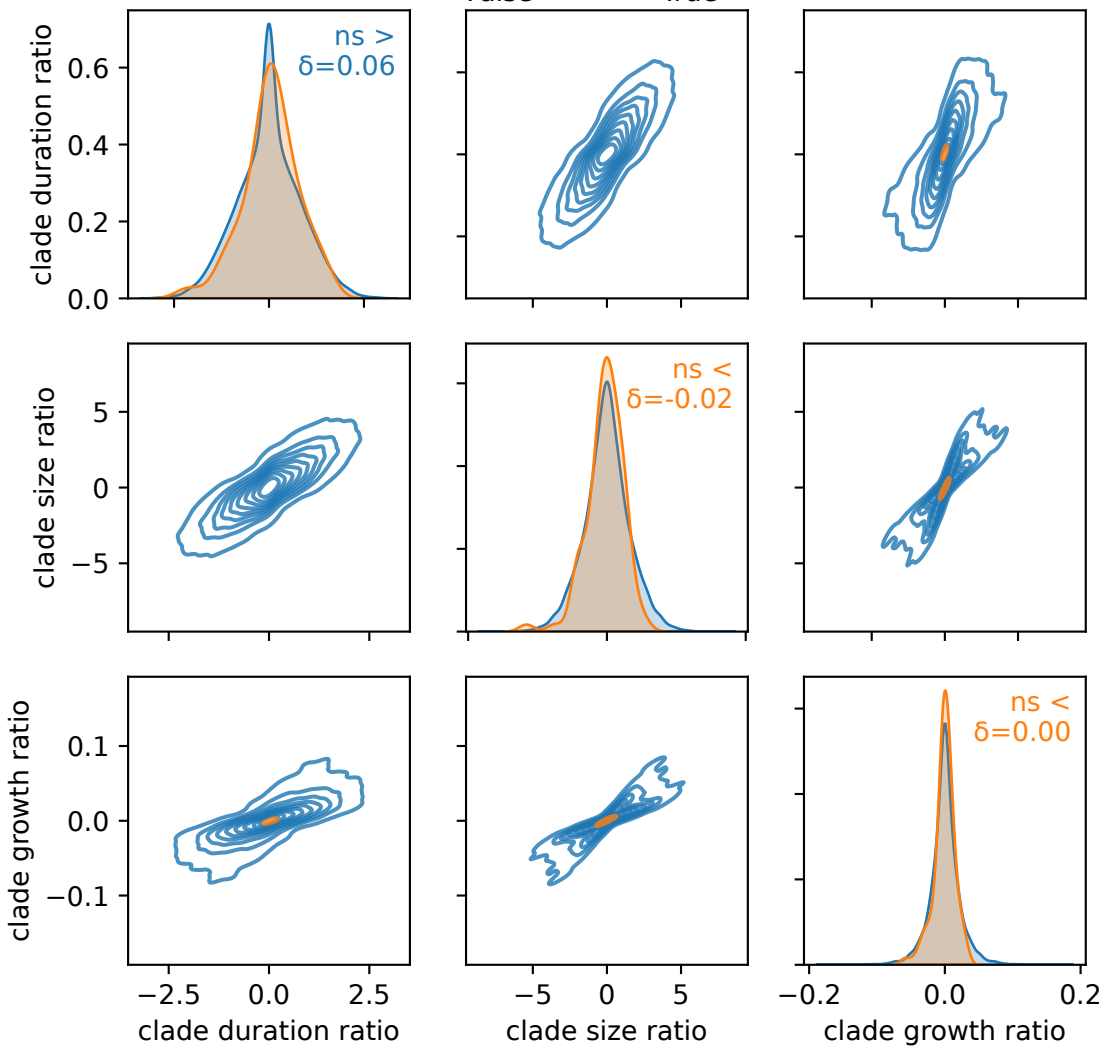 ns >
δ=0.06
clade duration ratio
0.6
0.4
0.2
0.0
ns <
δ=-0.02
clade size ratio
5
0
−5
ns <
δ=0.00
clade growth ratio
0.1
0.0
−0.1
−2.5 0.0 2.5
−5 0 5
−0.2 0.0 0.2
clade duration ratio
clade size ratio
clade growth ratio